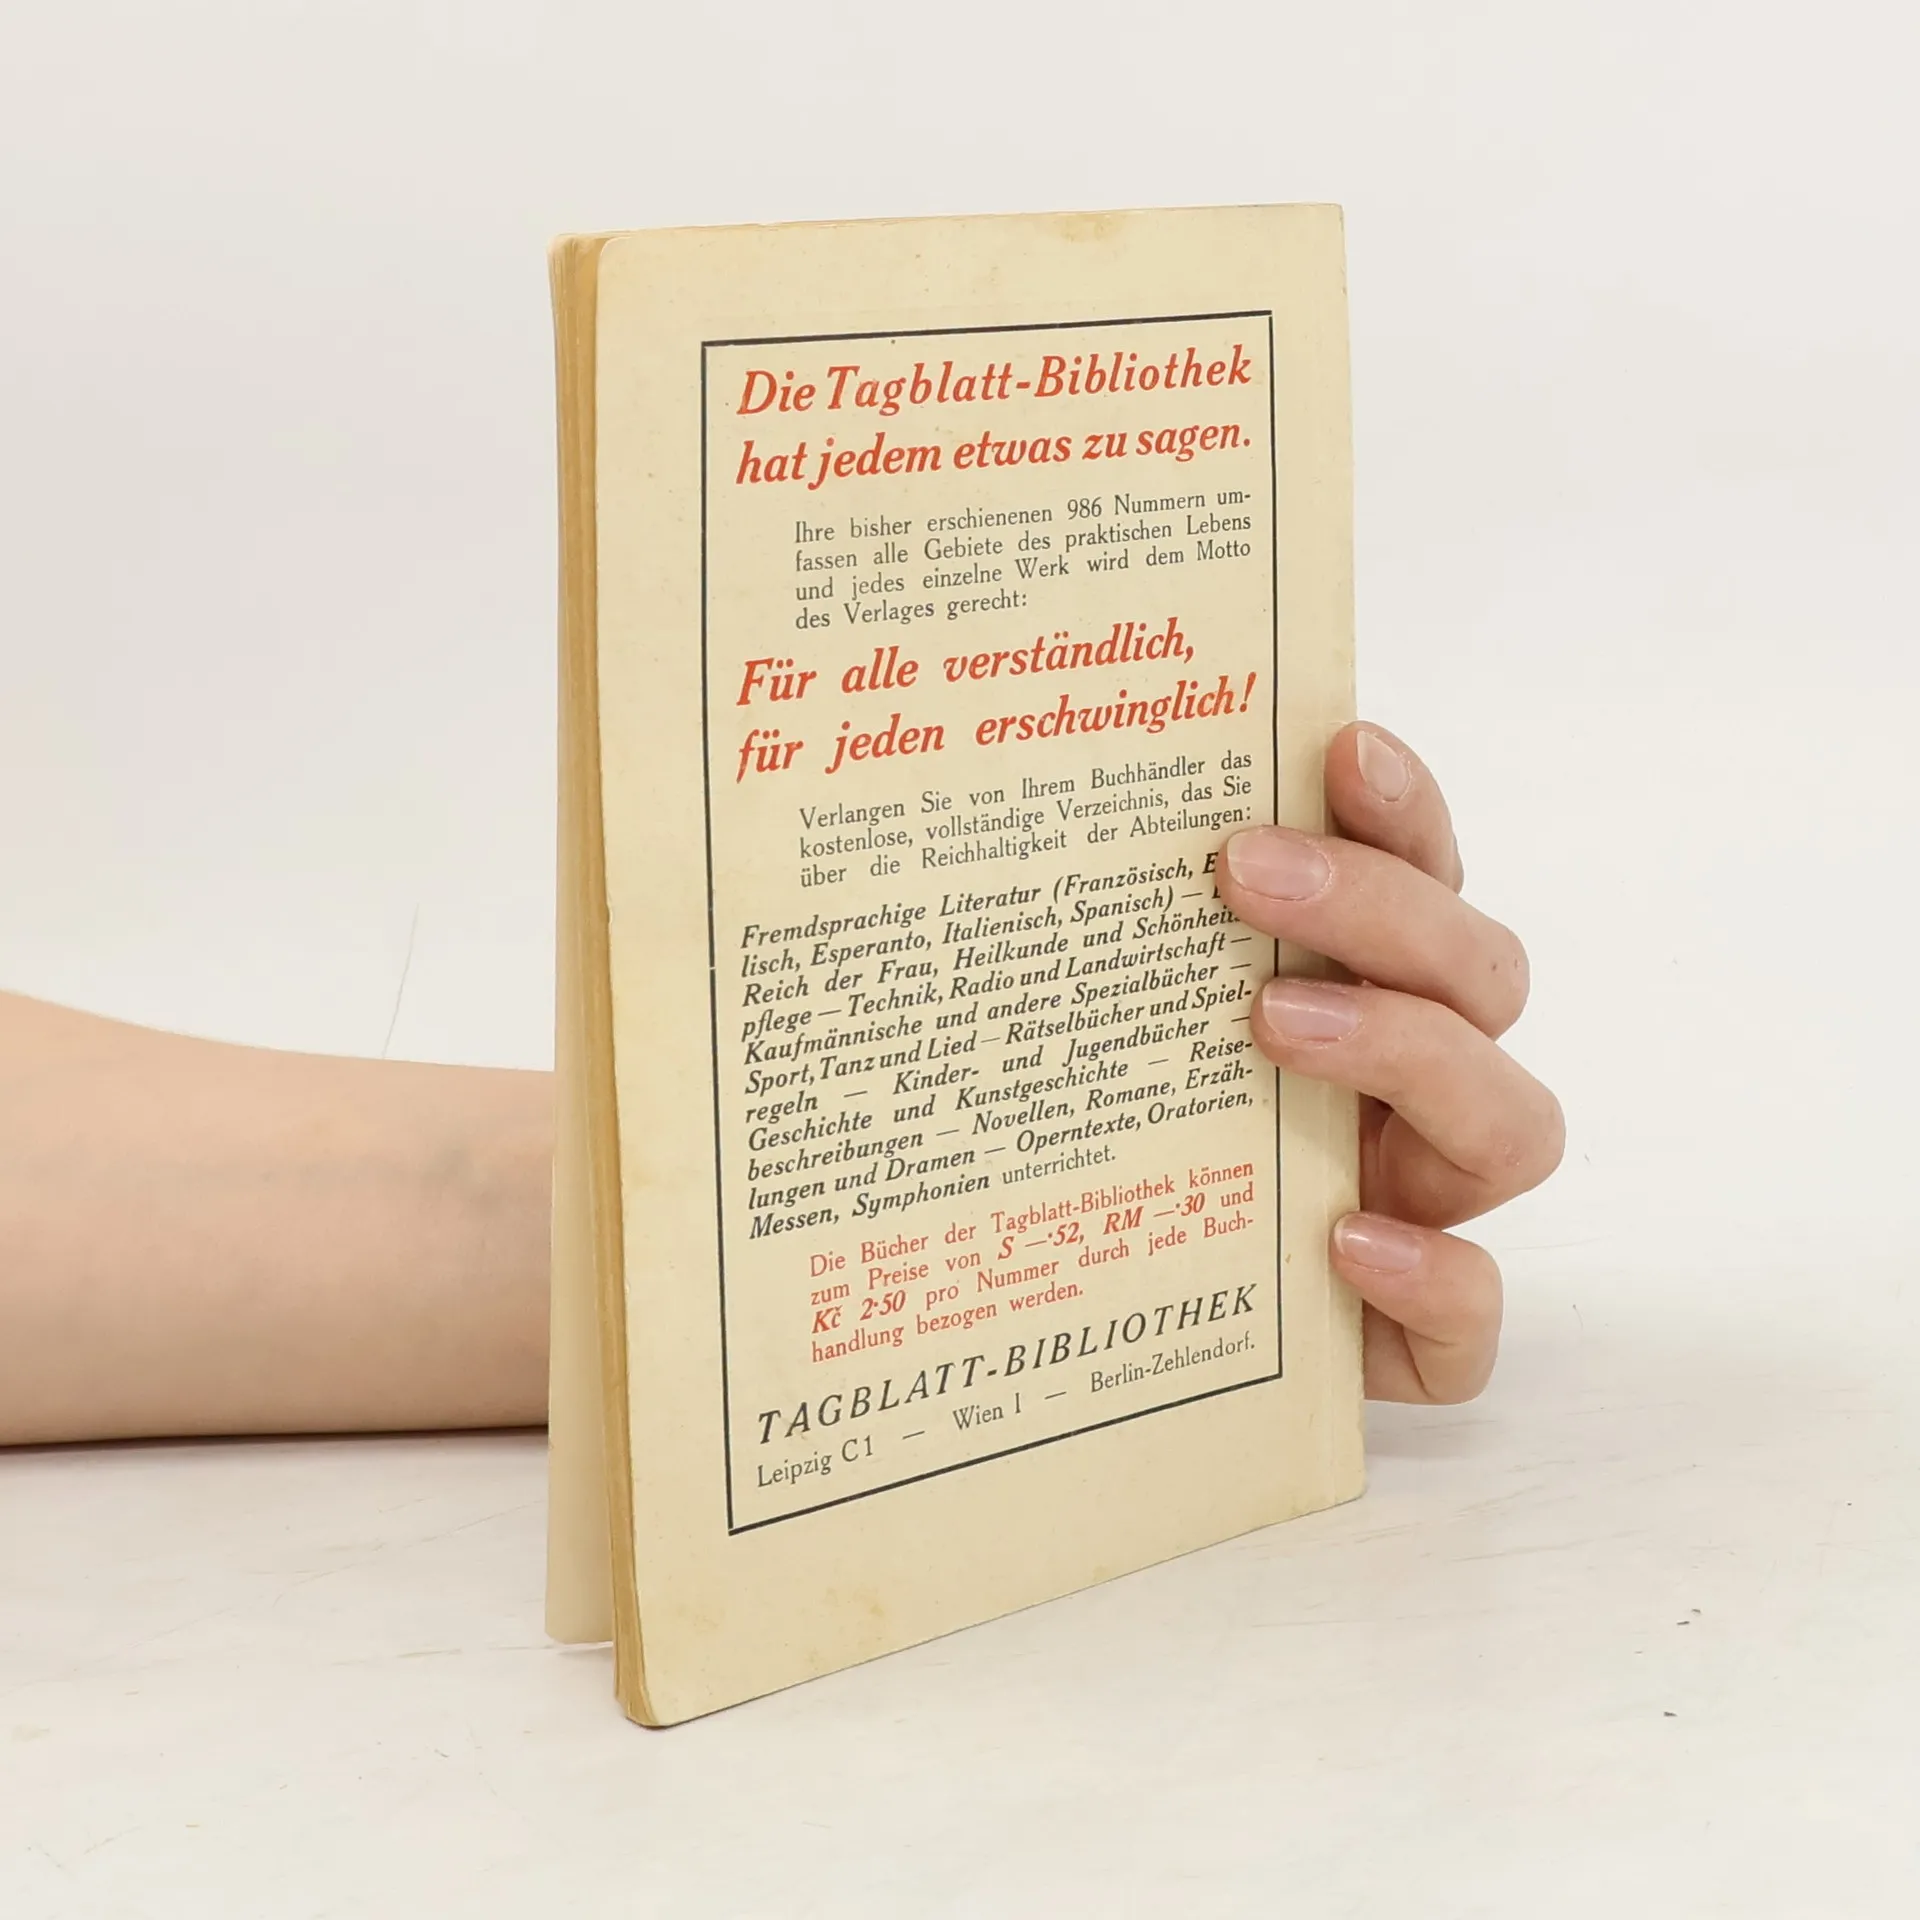 Die Tagblatt-Bibliothek
hat jedem etwas zu sagen.
Ihre bisher erschienenen 986 Nummern um-
fassen alle Gebiete des praktischen Lebens
und jedes einzelne Werk wird dem Motto
des Verlages gerecht:
Für alle verständlich,
für jeden erschwinglich!
Verlangen Sie von Ihrem Buchhändler das
kostenlose, vollständige Verzeichnis, das Sie
über die Reichhaltigkeit der Abteilungen:
Fremdsprachige Literatur (Französisch,
lisch, Esperanto, Italienisch, Spanisch) —
Reich der Frau, Heilkunde und
pflege — Technik, Radio und Landwirtschaft —
Kaufmännische und andere Spezialbücher —
Sport, Tanz und Lied — Rätselbücher und Spiel-
regeln — Kinder- und Jugendbücher —
Geschichte und Kunstgeschichte — Reise-
beschreibungen — Novellen, Romane, Erzäh-
lungen und Dramen — Operntexte, Oratorien,
Messen, Symphonien unterrichtet.
Die Bücher der Tagblatt-Bibliothek können
zum Preise von S —·52, RM —·30 und
Kč 2·50 pro Nummer durch jede Buch-
handlung bezogen werden.
TAGBLATT-BIBLIOTHEK
Leipzig C1 — Wien I — Berlin-Zehlendorf.